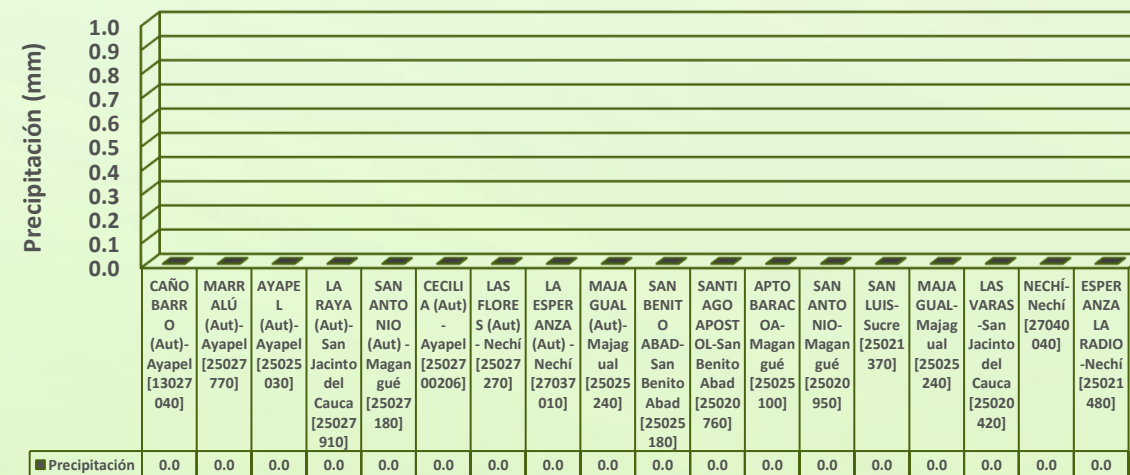 Precipitación (mm)
1.0
0.9
0.8
0.7
0.6
0.5
0.4
0.3
0.2
0.1
0.0
CAÑO
BARR
O
(Aut)-
Ayapel
[13027
040]
MARR
ALÚ
(Aut)-
Ayapel
[25027
770]
AYAPE
L
(Aut)-
Ayapel
[25025
030]
LA
RAYA
(Aut)-
San
Jacinto
del
Cauca
[25027
910]
SAN
ANTO
NIO
(Aut) -
Magan
gué
[25027
180]
CECILI
A (Aut)
-
Ayapel
[25027
00206]
LAS
FLORE
S (Aut)
- Nechí
[25027
270]
LA
ESPER
ANZA
(Aut) -
Nechí
[27037
010]
MAJA
GUAL
(Aut)-
Majag
ual
[25025
240]
SAN
BENIT
O
ABAD-
San
Benito
Abad
[25025
180]
SANTI
AGO
APOST
OL-San
Benito
Abad
[25020
760]
APTO
BARAC
OA-
Magan
gué
[25025
100]
SAN
ANTO
NIO-
Magan
gué
[25020
950]
SAN
LUIS-
Sucre
[25021
370]
MAJA
GUAL-
Majag
ual
[25025
240]
LAS
VARAS
-San
Jacinto
del
Cauca
[25020
420]
NECHÍ-
Nechí
[27040
040]
ESPER
ANZA
LA
RADIO
-Nechí
[25021
480]
Precipitación 0.0 0.0 0.0 0.0 0.0 0.0 0.0 0.0 0.0 0.0 0.0 0.0 0.0 0.0 0.0 0.0 0.0 0.0